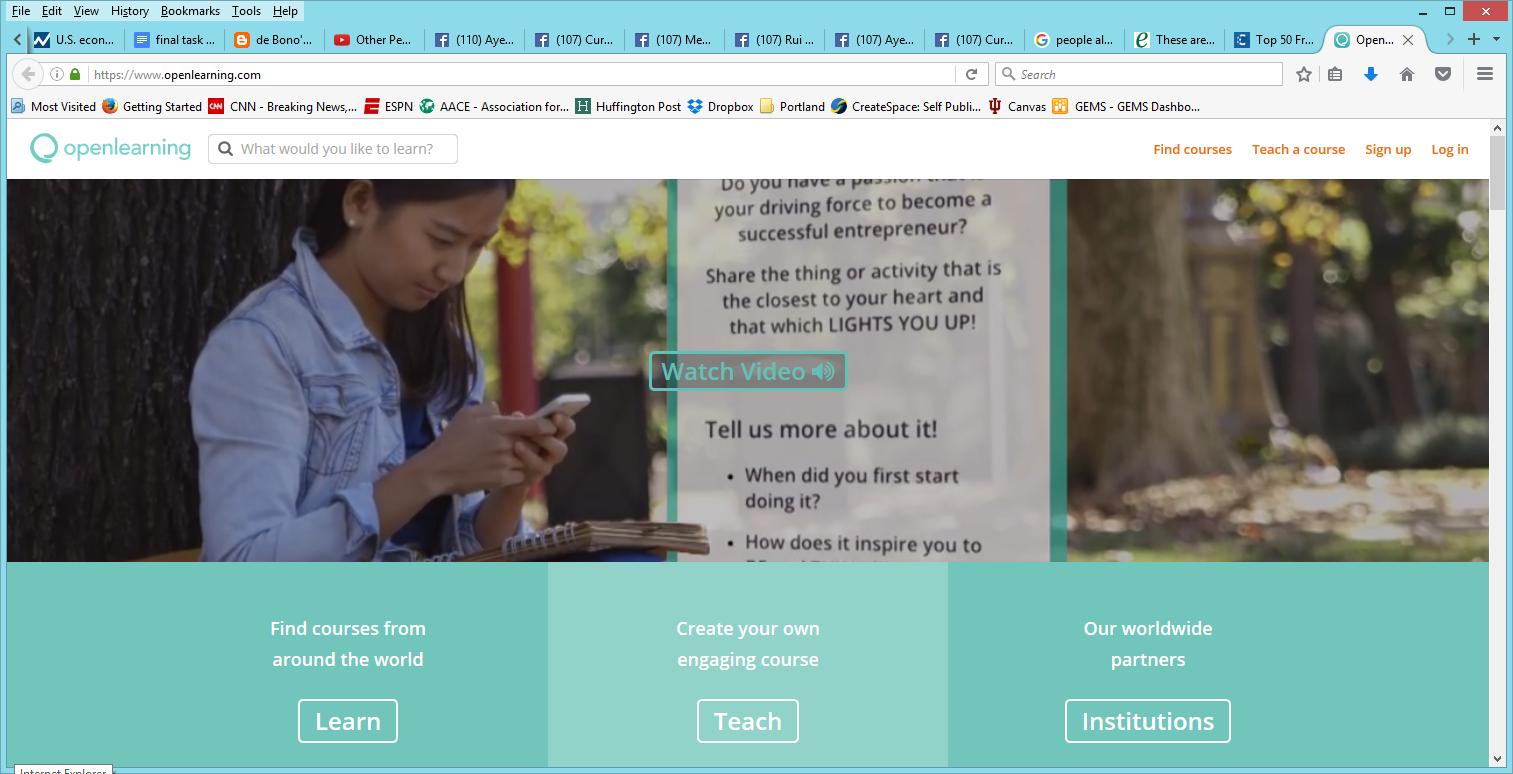 File Edit View History Bookmarks Tools Help
U.S. econ... final task ... de Bono'... Other Pe... (110) Aye... (107) Cur... (107) Me... (107) Rui ... (107) Aye... (107) Cur... people al... These are... Top 50 Fr... Open...
https://www.openlearning.com Search
Most Visited Getting Started CNN - Breaking News,... ESPN AACE - Association for... Huffington Post Dropbox Portland CreateSpace: Self Publi... Canvas GEMS - GEMS Dashbo...
openlearning What would you like to learn? Find courses Teach a course Sign up Log in
Do you have a passion that is
your driving force to become a
successful entrepreneur?
Share the thing or activity that is
the closest to your heart and
that which LIGHTS YOU UP!
Watch Video
Tell us more about it!
• When did you first start
doing it?
• How does it inspire you to
Find courses from
around the world
Learn
Create your own
engaging course
Teach
Our worldwide
partners
Institutions
Internet Explorer